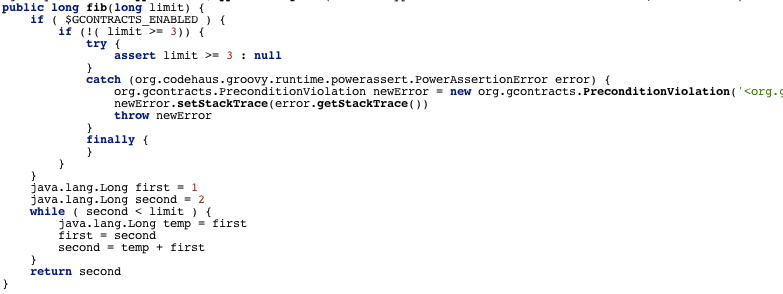 public long fib(long limit) {
    if ( $GCONTRACTS_ENABLED ) {
        if (!( limit >= 3)) {
            try {
                assert limit >= 3 : null
            }
            catch (org.codehaus.groovy.runtime.powerassert.PowerAssertionError error) {
                org.gcontracts.PreconditionViolation newError = new org.gcontracts.PreconditionViolation('<org.g
                newError.setStackTrace(error.getStackTrace())
                throw newError
            }
            finally {
            }
        }
    }
    java.lang.Long first = 1
    java.lang.Long second = 2
    while ( second < limit ) {
        java.lang.Long temp = first
        first = second
        second = temp + first
    }
    return second
}